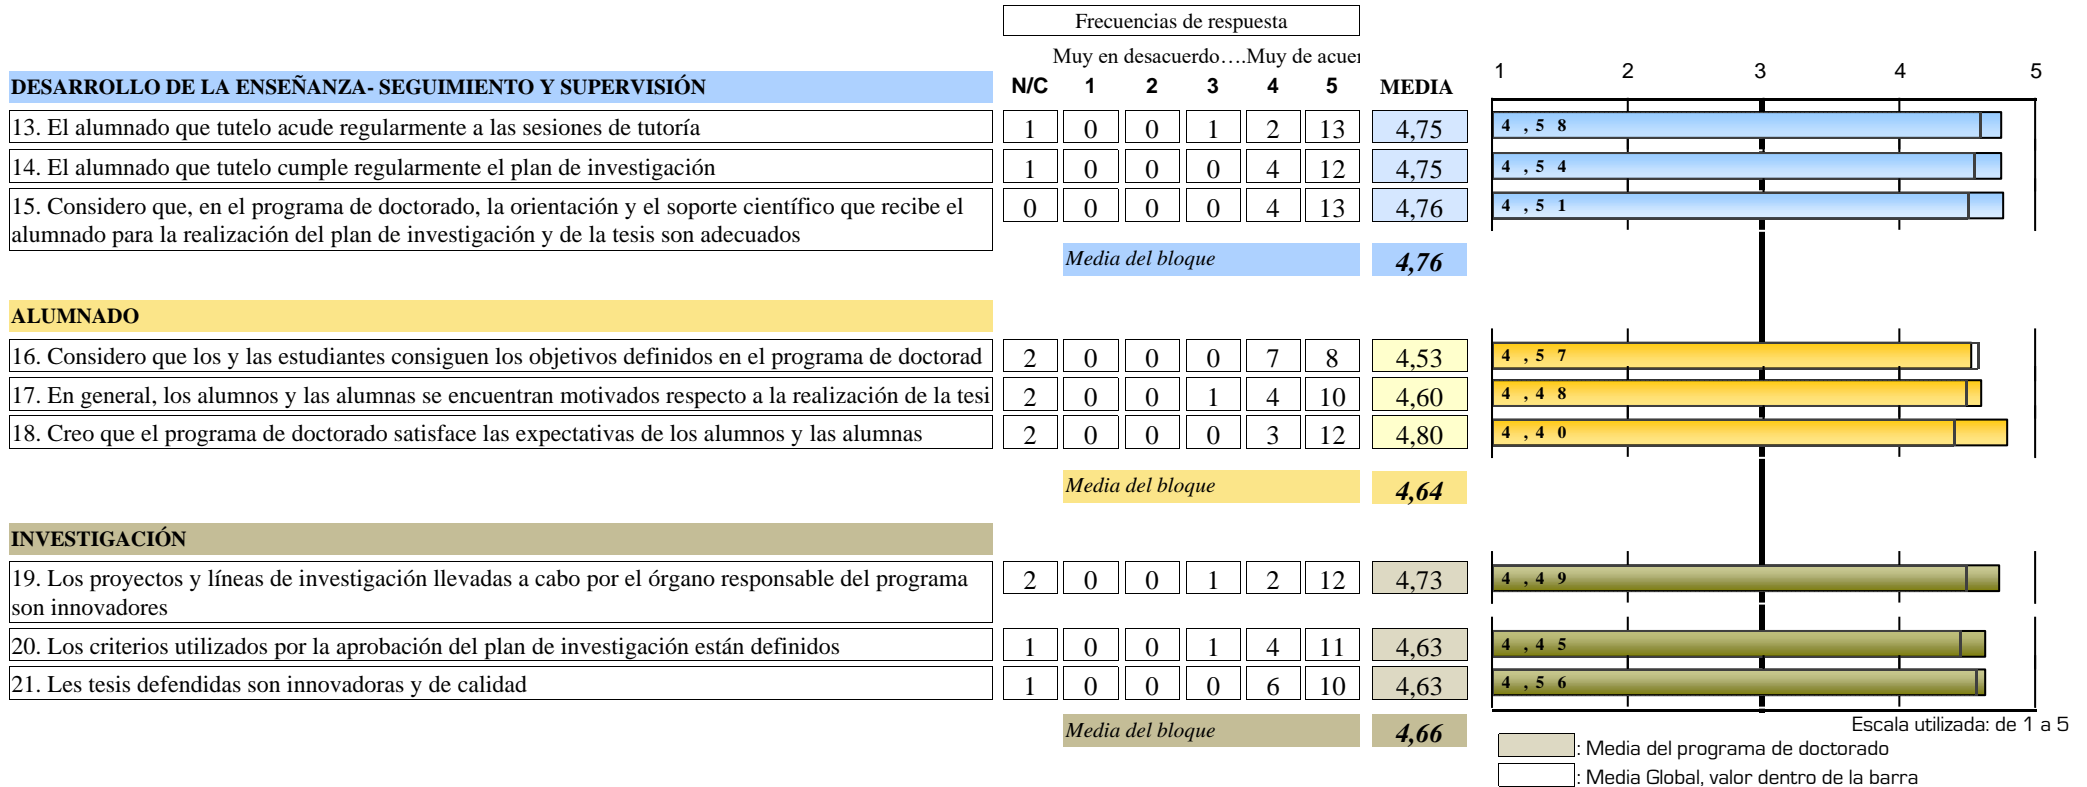 Frecuencias de respuesta
Muy en desacuerdo….Muy de acuer
DESARROLLO DE LA ENSEÑANZA- SEGUIMIENTO Y SUPERVISIÓN N/C 1 2 3 4 5 MEDIA 1 2 3 4 5
13. El alumnado que tutelo acude regularmente a las sesiones de tutoría 1 0 0 1 2 13 4,75 4,58
14. El alumnado que tutelo cumple regularmente el plan de investigación 1 0 0 0 4 12 4,75 4,54
15. Considero que, en el programa de doctorado, la orientación y el soporte científico que recibe el 0 0 0 0 4 13 4,76 4,51
alumnado para la realización del plan de investigación y de la tesis son adecuados
Media del bloque 4,76
ALUMNADO
16. Considero que los y las estudiantes consiguen los objetivos definidos en el programa de doctorad 2 0 0 0 7 8 4,53 4,57
17. En general, los alumnos y las alumnas se encuentran motivados respecto a la realización de la tesi 2 0 0 1 4 10 4,60 4,48
18. Creo que el programa de doctorado satisface las expectativas de los alumnos y las alumnas 2 0 0 0 3 12 4,80 4,40
Media del bloque 4,64
INVESTIGACIÓN
19. Los proyectos y líneas de investigación llevadas a cabo por el órgano responsable del programa 2 0 0 1 2 12 4,73 4,49
son innovadores
20. Los criterios utilizados por la aprobación del plan de investigación están definidos 1 0 0 1 4 11 4,63 4,45
21. Les tesis defendidas son innovadoras y de calidad 1 0 0 0 6 10 4,63 4,56
Media del bloque 4,66
Escala utilizada: de 1 a 5
: Media del programa de doctorado
: Media Global, valor dentro de la barra